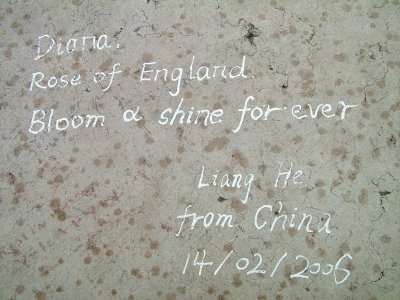 Diana.
Rose of England.
Bloom & shine for ever
Liang He.
from China
14/02/2006